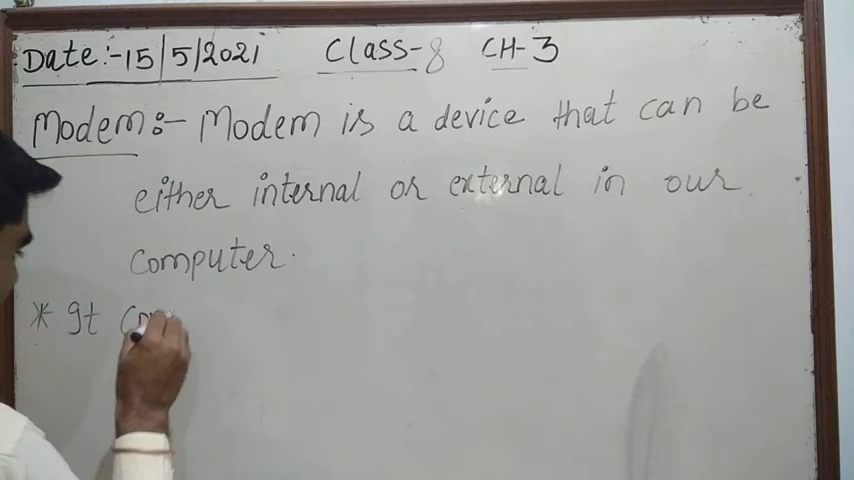 Date:-15/5/2021 Class-8 CH-3
Modem:- Modem is a device that can be
either internal or external in our
computer.
* It